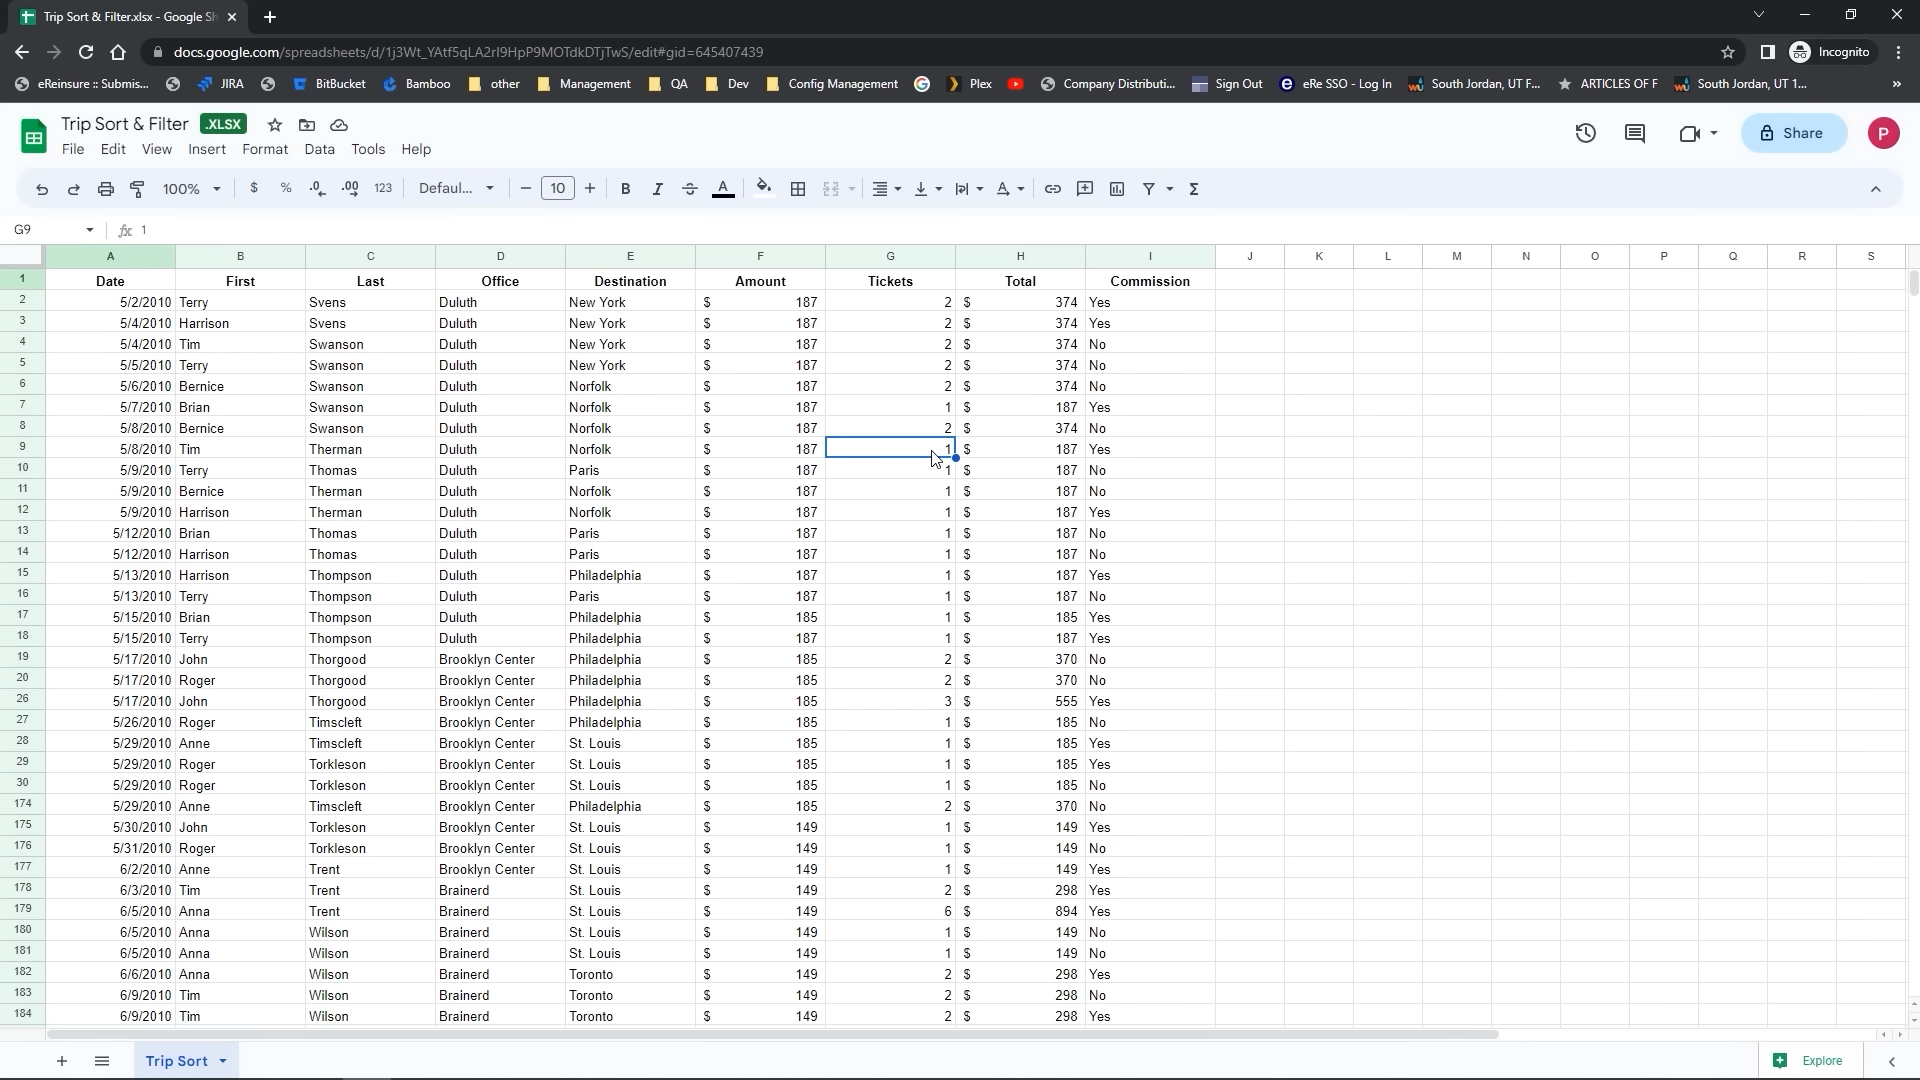 Trip Sort & Filter.xlsx - Google Sh
docs.google.com/spreadsheets/d/1j3Wt_YAtf5qLA2rI9HpP9MOTdkDTjTwS/edit#gid=645407439 Incognito
eReinsure :: Submis... JIRA BitBucket Bamboo other Management QA Dev Config Management Plex Company Distributi... Sign Out eRe SSO - Log In South Jordan, UT F... ARTICLES OF F South Jordan, UT 1... »
Trip Sort & Filter .XLSX
File Edit View Insert Format Data Tools Help
Share P
100% $ % .0 .00 123 Defaul... − 10 + B I S A Σ
G9 fx 1
A B C D E F G H I J K L M N O P Q R S
1 Date First Last Office Destination Amount Tickets Total Commission
2 5/2/2010 Terry Svens Duluth New York $ 187 2 $ 374 Yes
3 5/4/2010 Harrison Svens Duluth New York $ 187 2 $ 374 Yes
4 5/4/2010 Tim Swanson Duluth New York $ 187 2 $ 374 No
5 5/5/2010 Terry Swanson Duluth New York $ 187 2 $ 374 No
6 5/6/2010 Bernice Swanson Duluth Norfolk $ 187 2 $ 374 No
7 5/7/2010 Brian Swanson Duluth Norfolk $ 187 1 $ 187 Yes
8 5/8/2010 Bernice Swanson Duluth Norfolk $ 187 2 $ 374 No
9 5/8/2010 Tim Therman Duluth Norfolk $ 187 1 $ 187 Yes
10 5/9/2010 Terry Thomas Duluth Paris $ 187 1 $ 187 No
11 5/9/2010 Bernice Therman Duluth Norfolk $ 187 1 $ 187 No
12 5/9/2010 Harrison Therman Duluth Norfolk $ 187 1 $ 187 Yes
13 5/12/2010 Brian Thomas Duluth Paris $ 187 1 $ 187 No
14 5/12/2010 Harrison Thomas Duluth Paris $ 187 1 $ 187 No
15 5/13/2010 Harrison Thompson Duluth Philadelphia $ 187 1 $ 187 Yes
16 5/13/2010 Terry Thompson Duluth Paris $ 187 1 $ 187 No
17 5/15/2010 Brian Thompson Duluth Philadelphia $ 185 1 $ 185 Yes
18 5/15/2010 Terry Thompson Duluth Philadelphia $ 187 1 $ 187 Yes
19 5/17/2010 John Thorgood Brooklyn Center Philadelphia $ 185 2 $ 370 No
20 5/17/2010 Roger Thorgood Brooklyn Center Philadelphia $ 185 2 $ 370 No
26 5/17/2010 John Thorgood Brooklyn Center Philadelphia $ 185 3 $ 555 Yes
27 5/26/2010 Roger Timscleft Brooklyn Center Philadelphia $ 185 1 $ 185 No
28 5/29/2010 Anne Timscleft Brooklyn Center St. Louis $ 185 1 $ 185 Yes
29 5/29/2010 Roger Torkleson Brooklyn Center St. Louis $ 185 1 $ 185 Yes
30 5/29/2010 Roger Torkleson Brooklyn Center St. Louis $ 185 1 $ 185 No
174 5/29/2010 Anne Timscleft Brooklyn Center Philadelphia $ 185 2 $ 370 No
175 5/30/2010 John Torkleson Brooklyn Center St. Louis $ 149 1 $ 149 Yes
176 5/31/2010 Roger Torkleson Brooklyn Center St. Louis $ 149 1 $ 149 No
177 6/2/2010 Anne Trent Brooklyn Center St. Louis $ 149 1 $ 149 Yes
178 6/3/2010 Tim Trent Brainerd St. Louis $ 149 2 $ 298 Yes
179 6/5/2010 Anna Trent Brainerd St. Louis $ 149 6 $ 894 Yes
180 6/5/2010 Anna Wilson Brainerd St. Louis $ 149 1 $ 149 No
181 6/5/2010 Anna Wilson Brainerd St. Louis $ 149 1 $ 149 No
182 6/6/2010 Anna Wilson Brainerd Toronto $ 149 2 $ 298 Yes
183 6/9/2010 Tim Wilson Brainerd Toronto $ 149 2 $ 298 No
184 6/9/2010 Tim Wilson Brainerd Toronto $ 149 2 $ 298 Yes
Trip Sort Explore